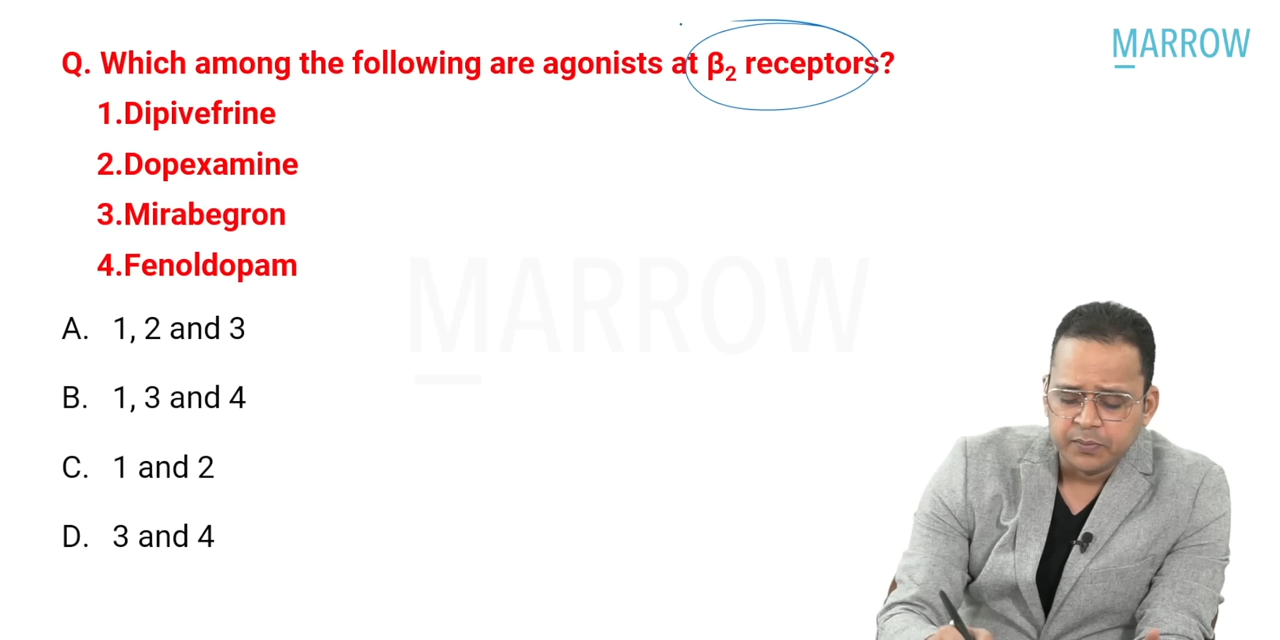 MARROW
Q. Which among the following are agonists at β₂ receptors?
1.Dipivefrine
2.Dopexamine
3.Mirabegron
4.Fenoldopam
MARROW
A. 1, 2 and 3
B. 1, 3 and 4
C. 1 and 2
D. 3 and 4